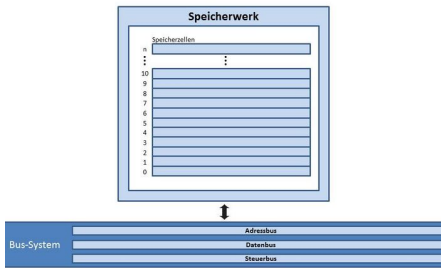 Speicherwerk
Speicherzellen
n
10
9
8
7
6
5
4
3
2
1
0
Adressbus
Bus-System
Datenbus
Steuerbus